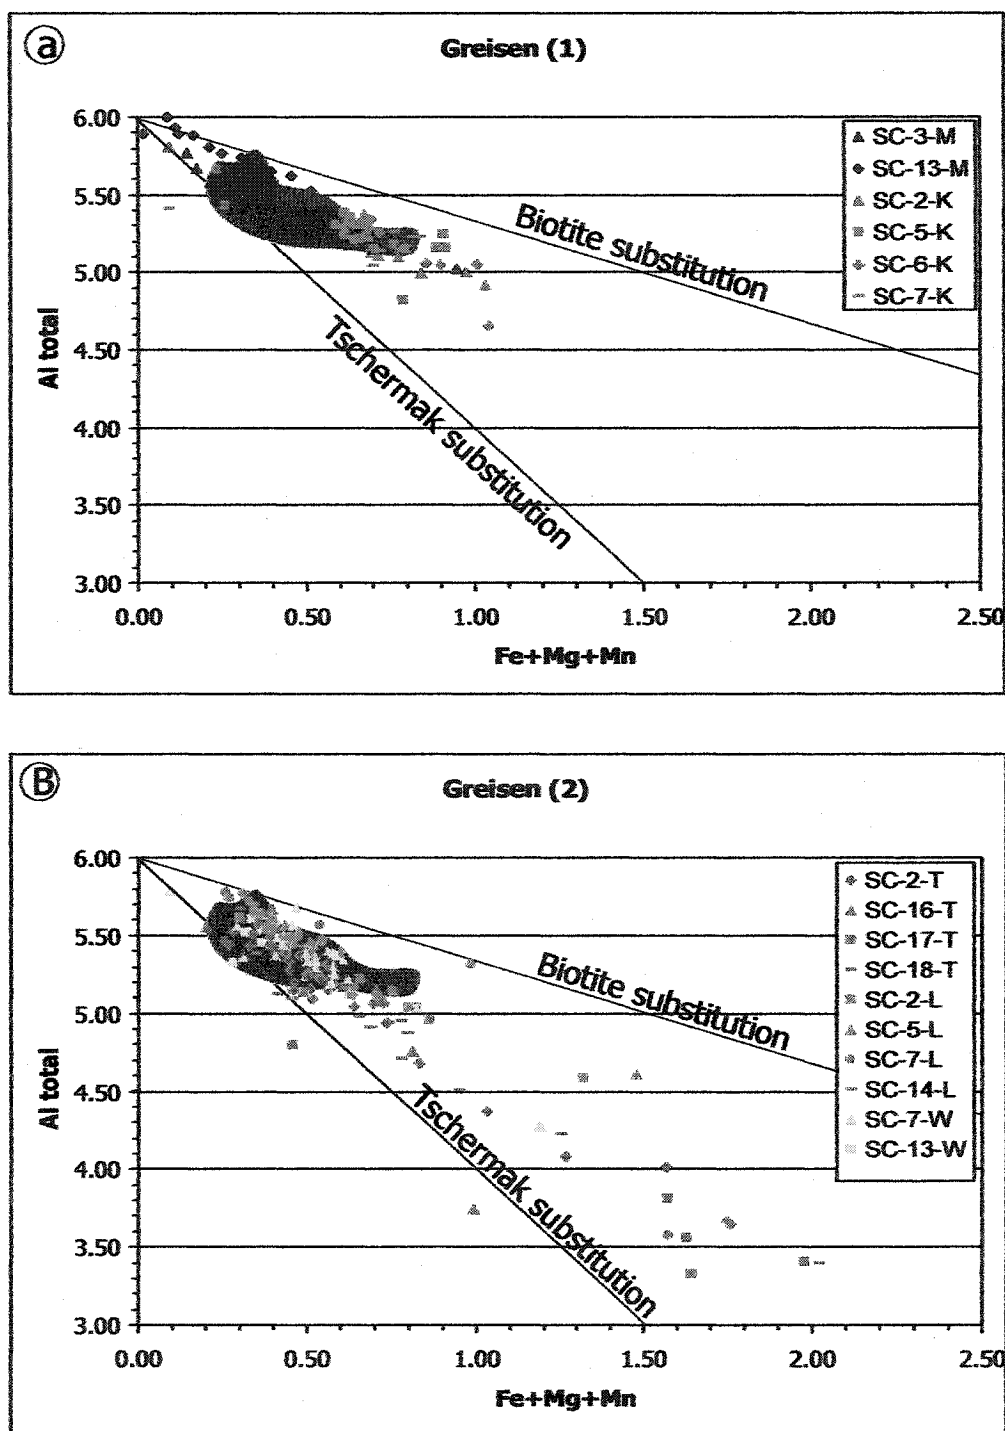 a
Greisen (1)
6.00
5.50
5.00
4.50
4.00
3.50
3.00
Al total
0.00 0.50 1.00 1.50 2.00 2.50
Fe+Mg+Mn
Biotite substitution
Tschermak substitution
SC-3-M
SC-13-M
SC-2-K
SC-5-K
SC-6-K
SC-7-K
B
Greisen (2)
6.00
5.50
5.00
4.50
4.00
3.50
3.00
Al total
0.00 0.50 1.00 1.50 2.00 2.50
Fe+Mg+Mn
Biotite substitution
Tschermak substitution
SC-2-T
SC-16-T
SC-17-T
SC-18-T
SC-2-L
SC-5-L
SC-7-L
SC-14-L
SC-7-W
SC-13-W